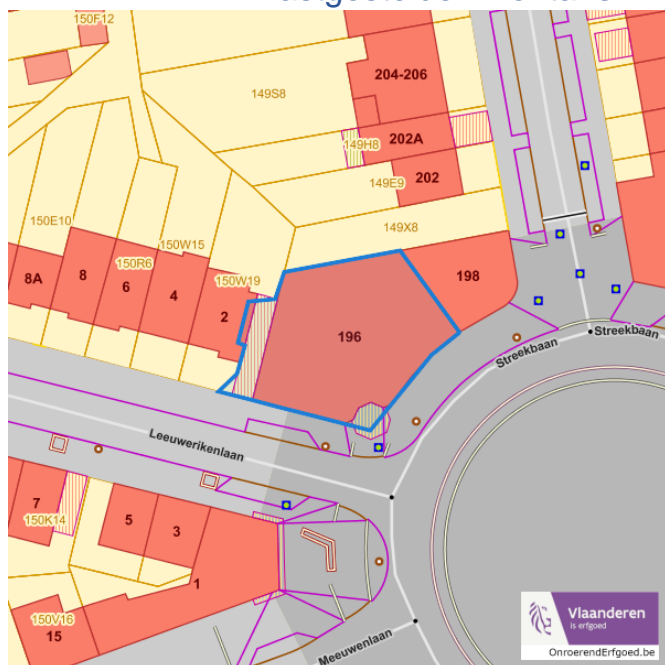 150F12
149S8
204-206
202A
149H8
149E9
202
149X8
150E10
150W15
150R6
150W19
8A
8
6
4
2
198
196
Streekbaan
Streekbaan
Leeuwerikenlaan
7
150K14
5
3
1
150V16
15
Meeuwenlaan
Vlaanderen
is erfgoed
OnroerendErfgoed.be